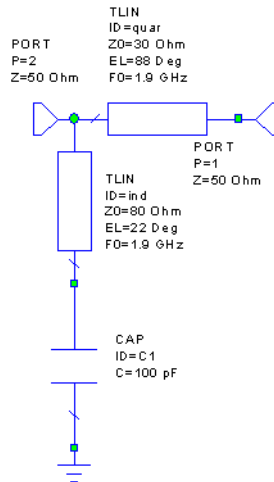 TLIN
ID=quar
Z0=30 Ohm
EL=88 Deg
F0=1.9 GHz
PORT
P=2
Z=50 Ohm
PORT
P=1
Z=50 Ohm
TLIN
ID=ind
Z0=80 Ohm
EL=22 Deg
F0=1.9 GHz
CAP
ID=C1
C=100 pF